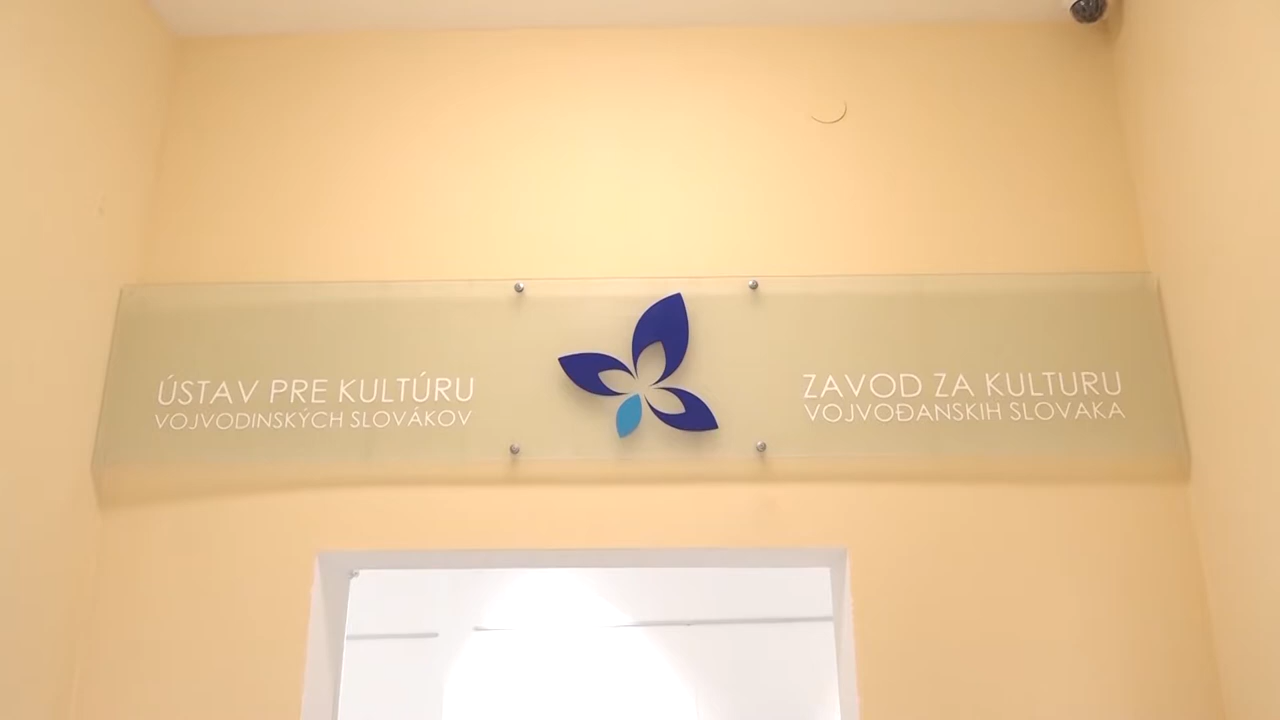 ÚSTAV PRE KULTÚRU
VOJVODINSKÝCH SLOVÁKOV
ZAVOD ZA KULTURU
VOJVOĐANSKIH SLOVAKA